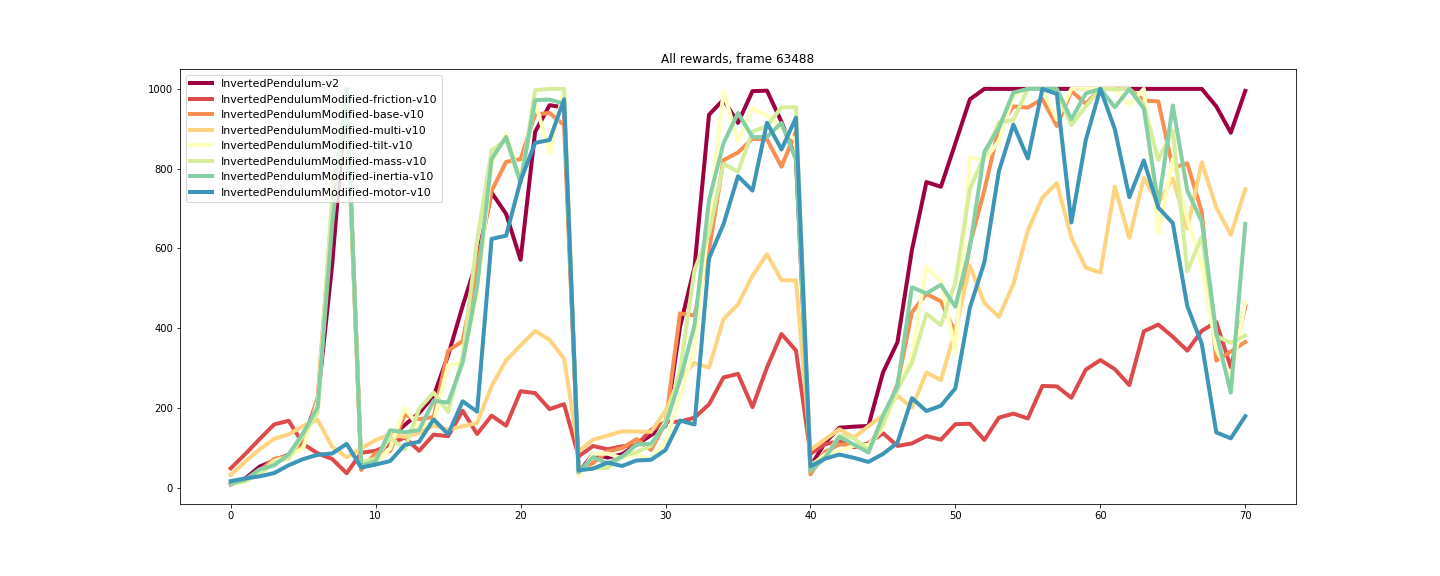 All rewards, frame 63488
InvertedPendulum-v2
InvertedPendulumModified-friction-v10
InvertedPendulumModified-base-v10
InvertedPendulumModified-multi-v10
InvertedPendulumModified-tilt-v10
InvertedPendulumModified-mass-v10
InvertedPendulumModified-inertia-v10
InvertedPendulumModified-motor-v10
1000
800
600
400
200
0
0 10 20 30 40 50 60 70